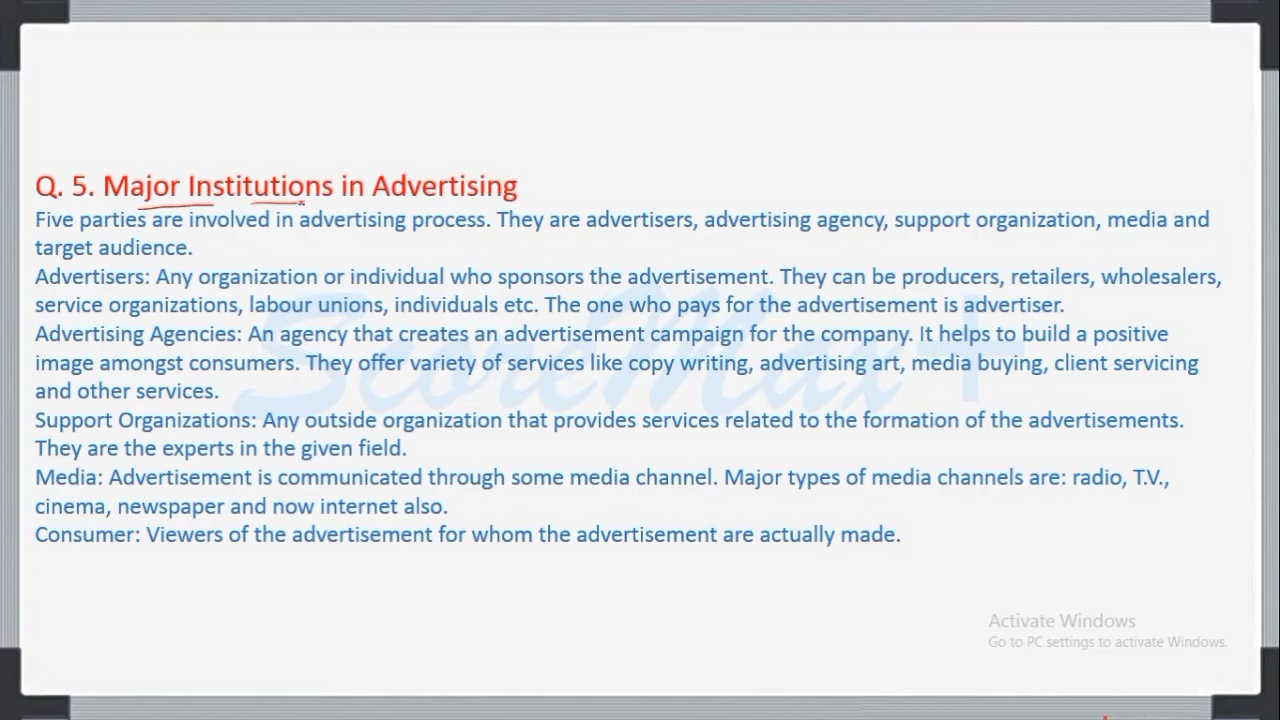 Q. 5. Major Institutions in Advertising
Five parties are involved in advertising process. They are advertisers, advertising agency, support organization, media and
target audience.
Advertisers: Any organization or individual who sponsors the advertisement. They can be producers, retailers, wholesalers,
service organizations, labour unions, individuals etc. The one who pays for the advertisement is advertiser.
Advertising Agencies: An agency that creates an advertisement campaign for the company. It helps to build a positive
image amongst consumers. They offer variety of services like copy writing, advertising art, media buying, client servicing
and other services.
Support Organizations: Any outside organization that provides services related to the formation of the advertisements.
They are the experts in the given field.
Media: Advertisement is communicated through some media channel. Major types of media channels are: radio, T.V.,
cinema, newspaper and now internet also.
Consumer: Viewers of the advertisement for whom the advertisement are actually made.
ScoreMax+
Activate Windows
Go to PC settings to activate Windows.